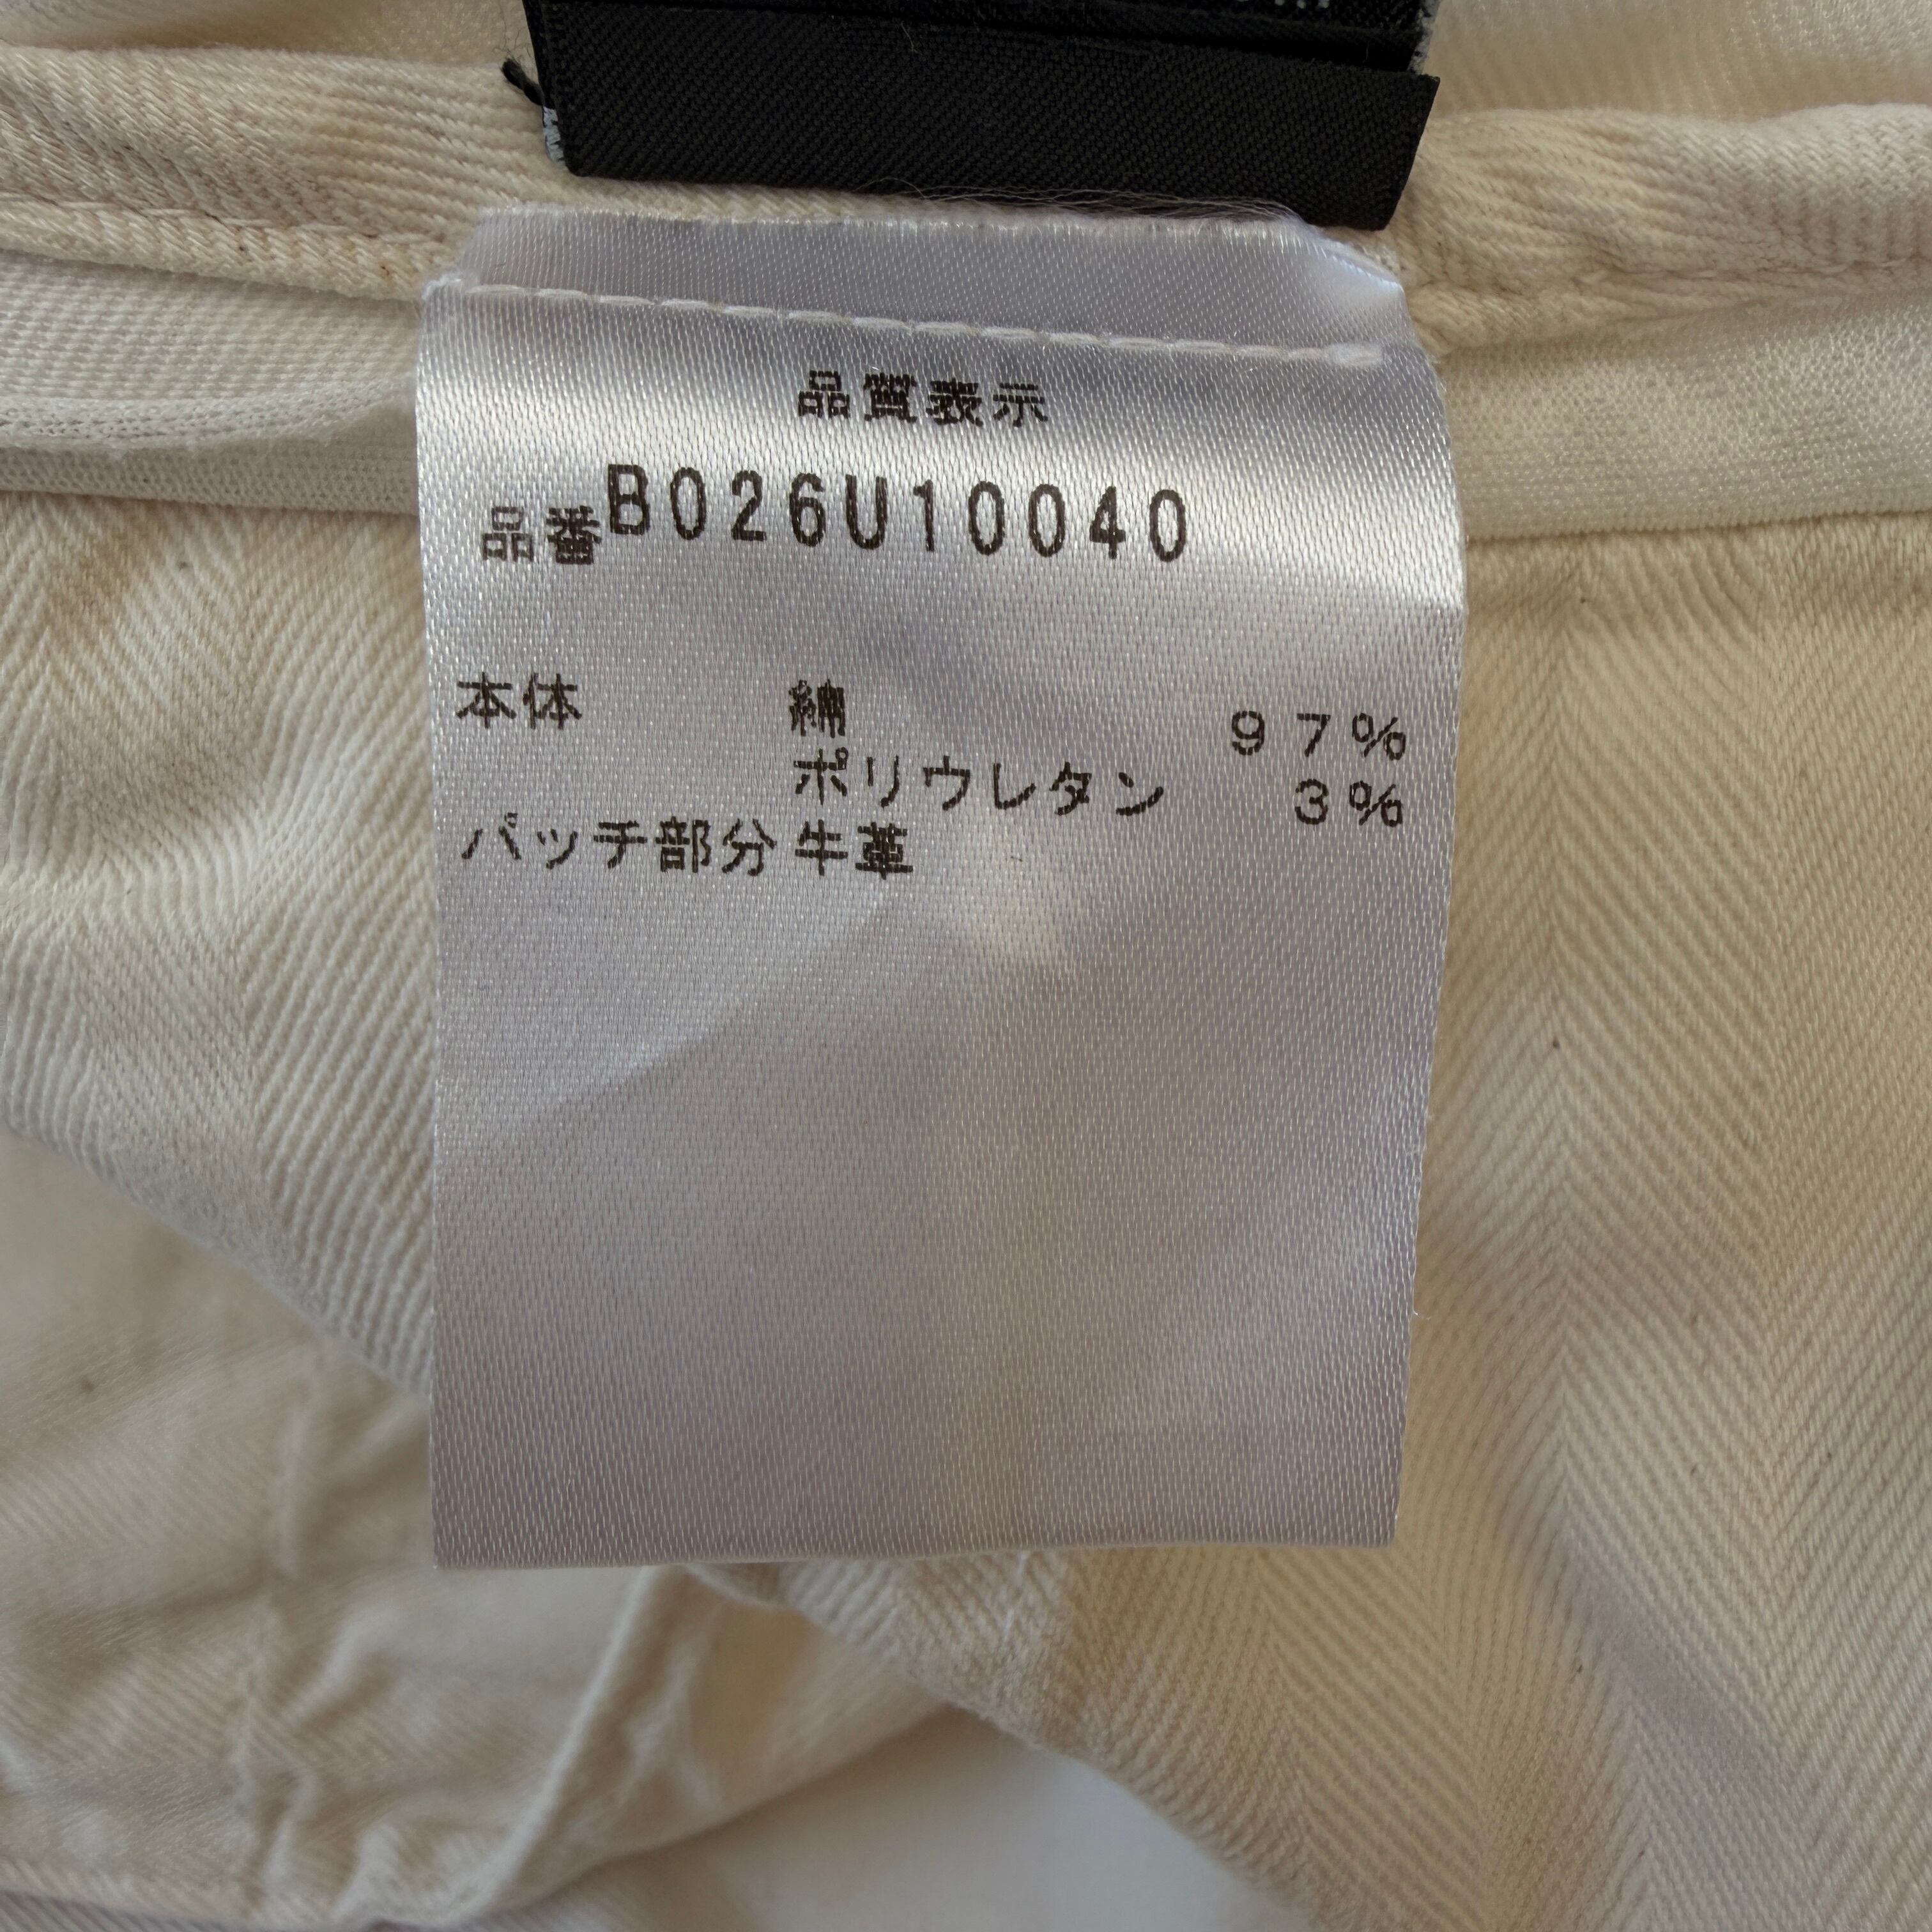 品質表示
品番B026U10040
本体 綿 97%
ポリウレタン 3%
パッチ部分 牛革